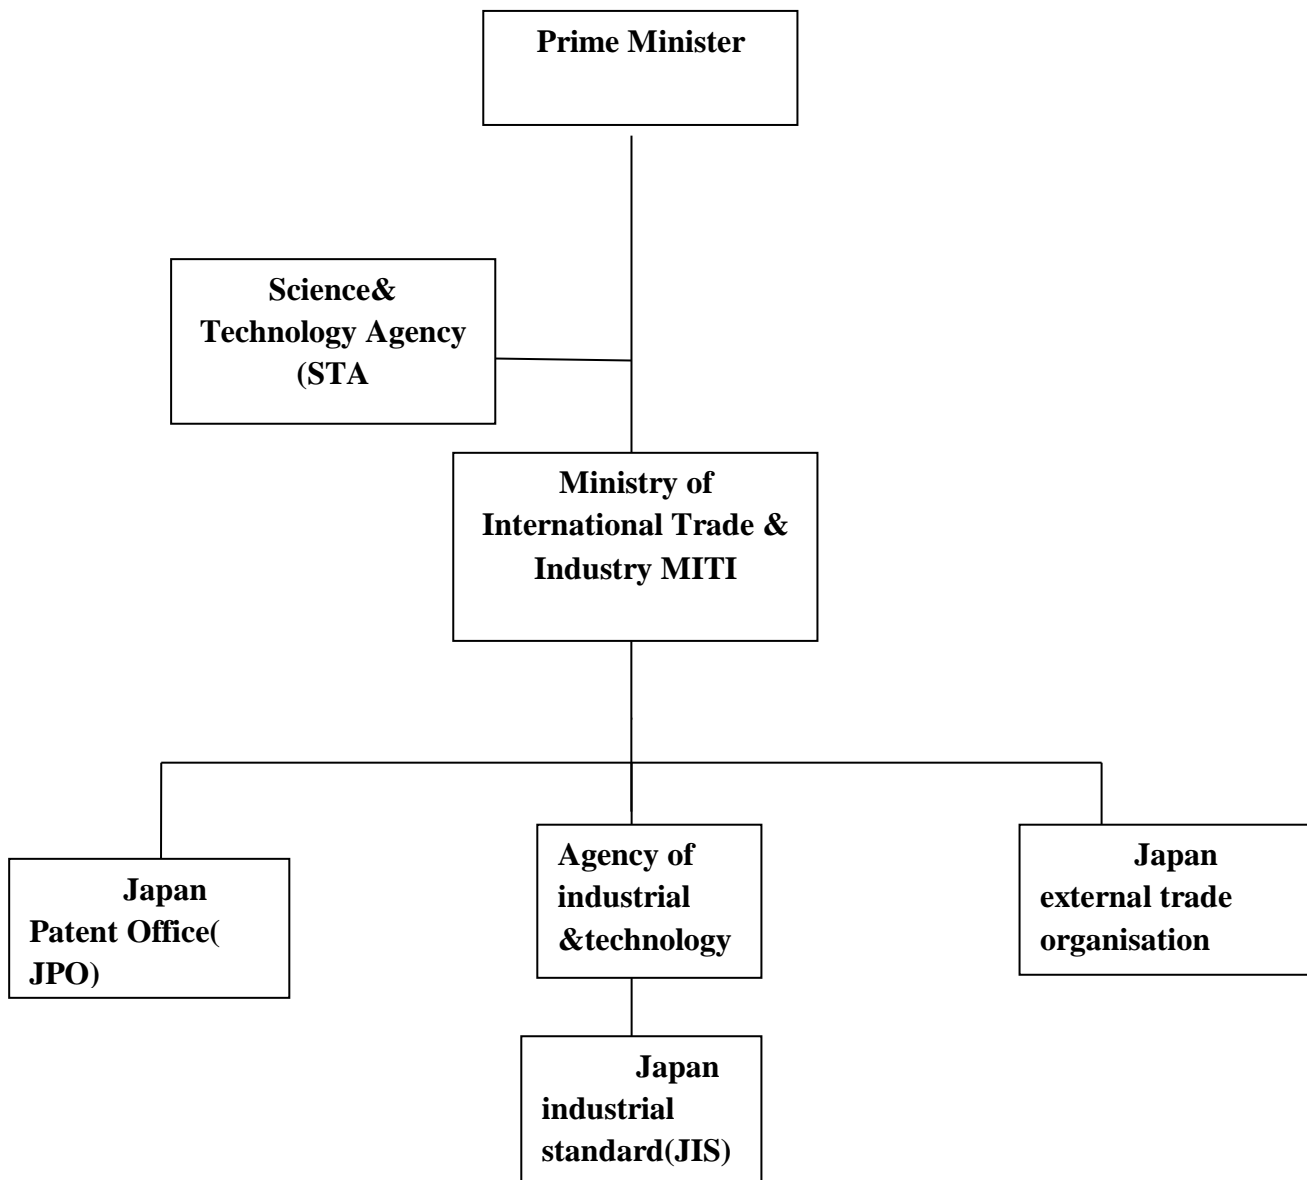 Prime Minister
Science&
Technology Agency
(STA
Ministry of
International Trade &
Industry MITI
Japan
Patent Office(
JPO)
Agency of
industrial
&technology
Japan
external trade
organisation
Japan
industrial
standard(JIS)